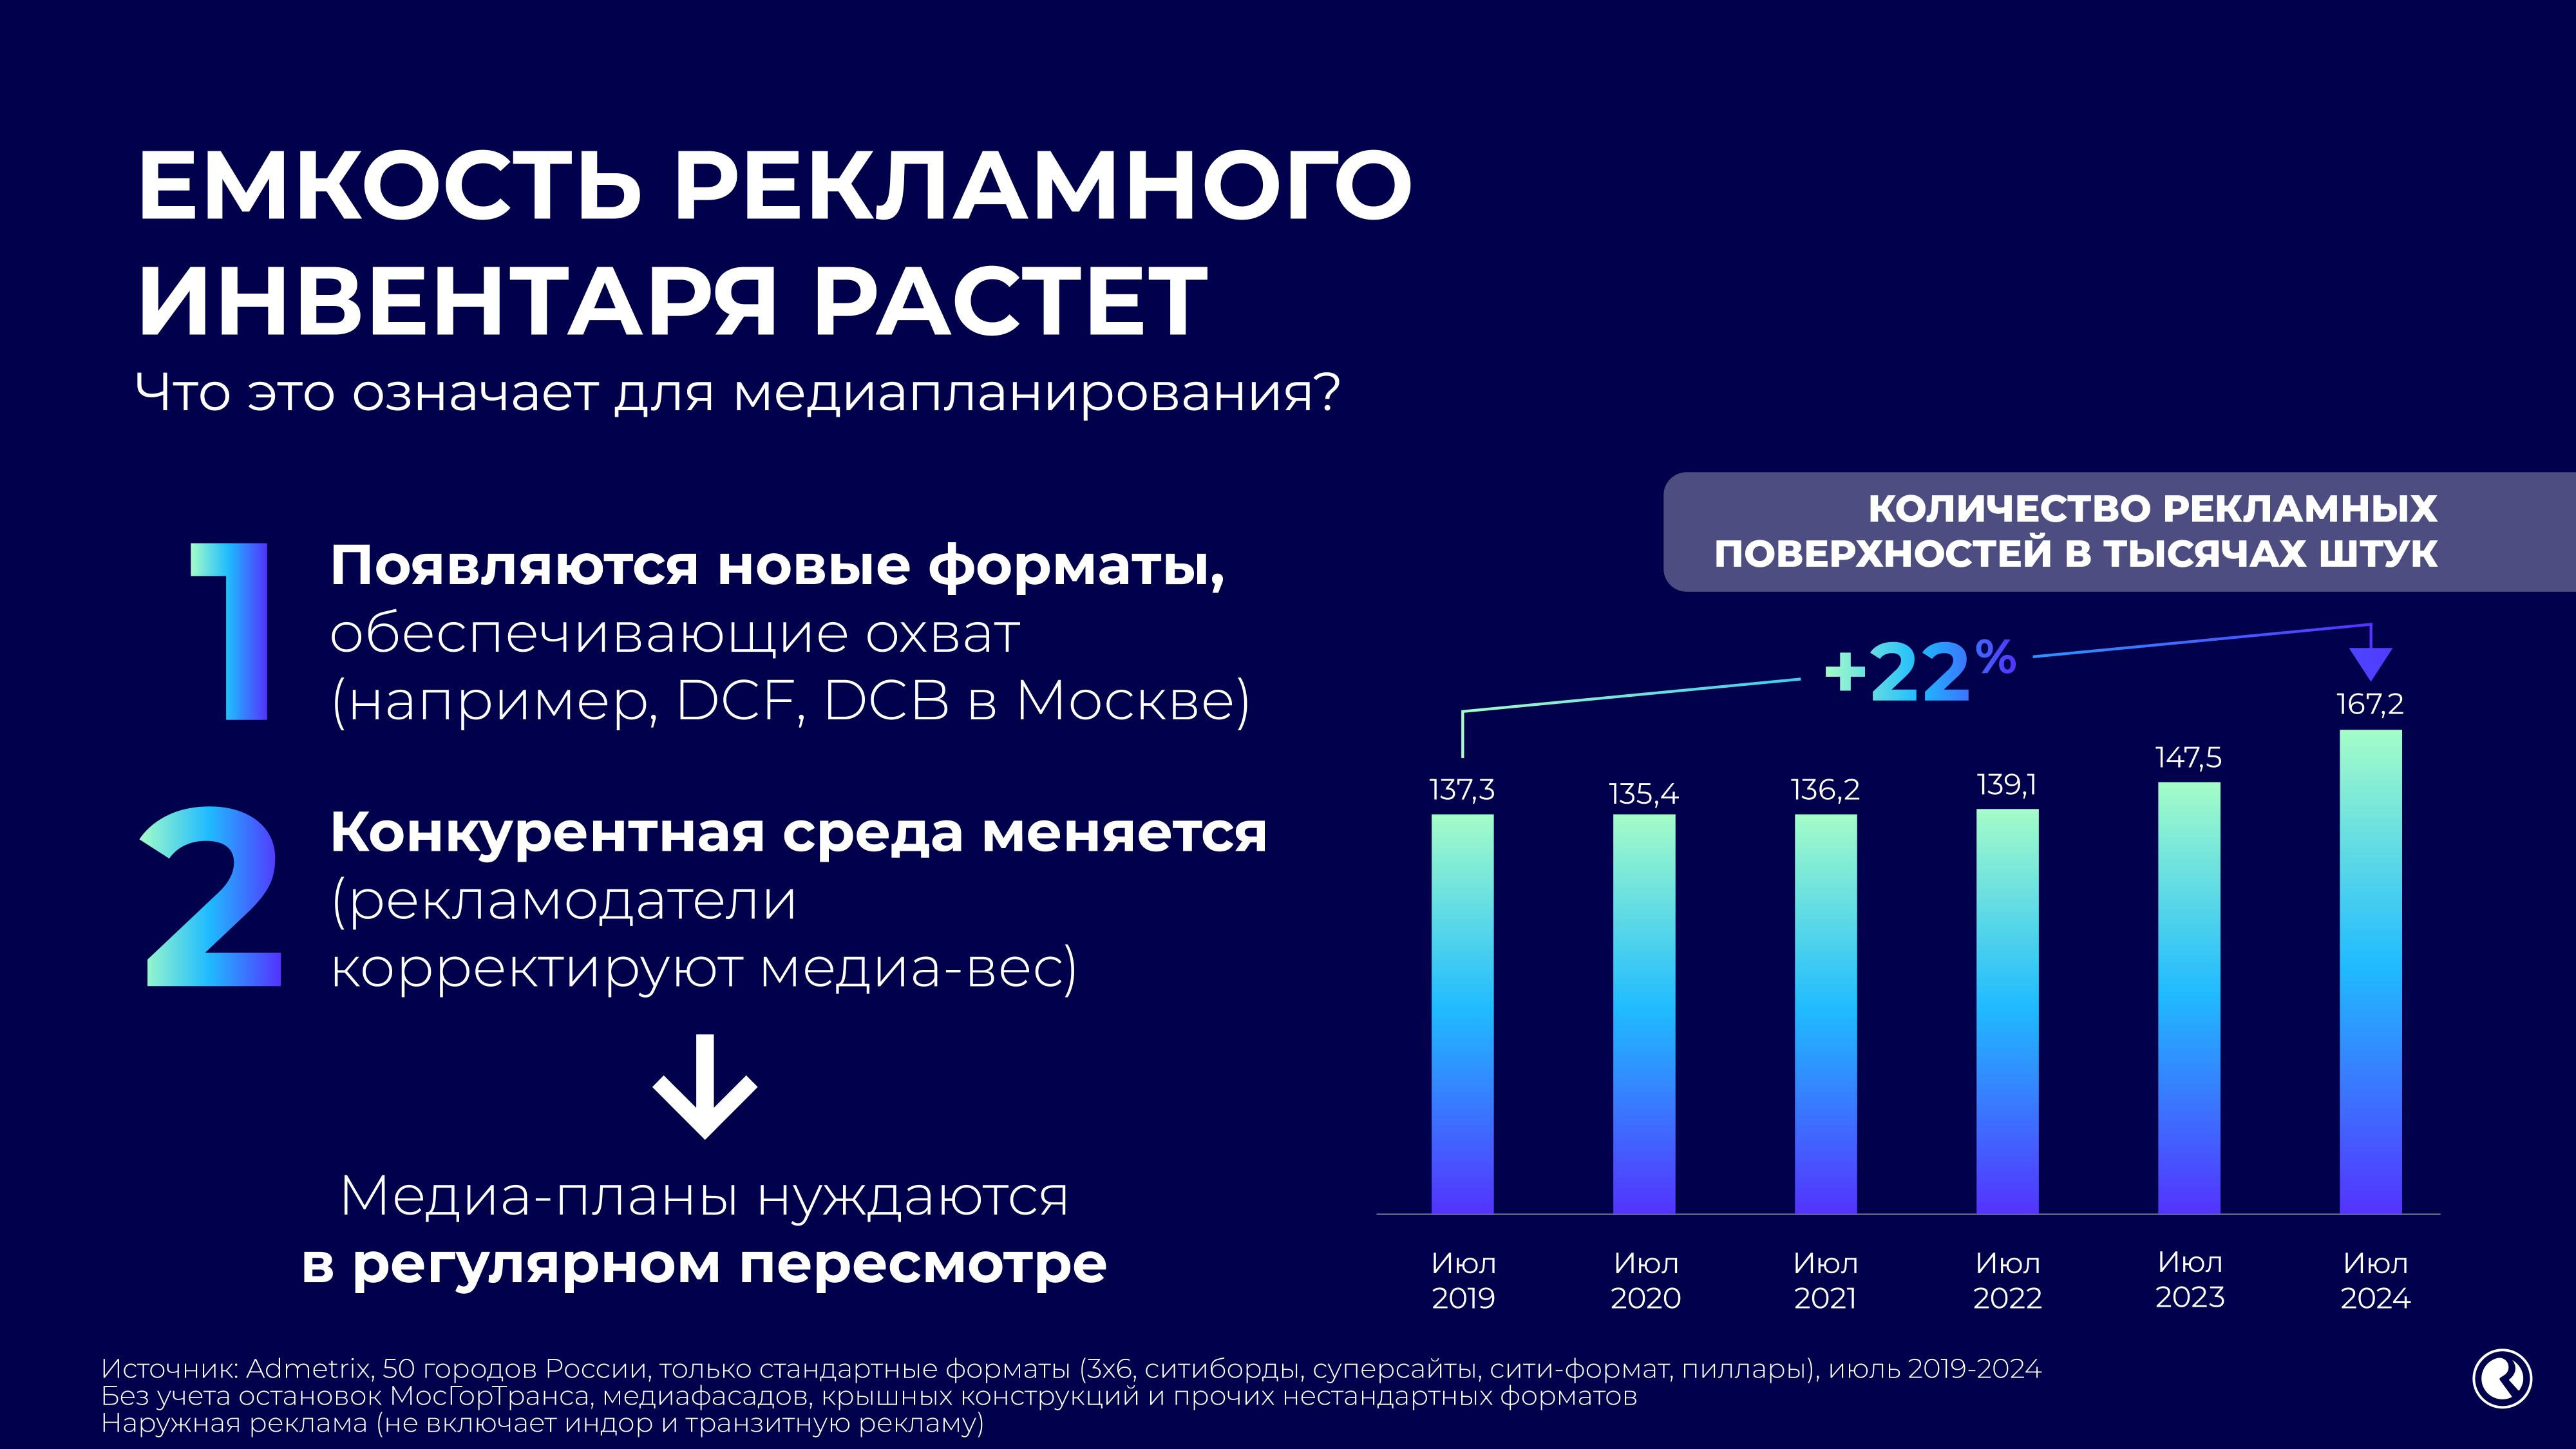 ЕМКОСТЬ РЕКЛАМНОГО
ИНВЕНТАРЯ РАСТЕТ
Что это означает для медиапланирования?
1
Появляются новые форматы,
обеспечивающие охват
(например, DCF, DCB в Москве)
2
Конкурентная среда меняется
(рекламодатели
корректируют медиа-вес)
Медиа-планы нуждаются
в регулярном пересмотре
КОЛИЧЕСТВО РЕКЛАМНЫХ
ПОВЕРХНОСТЕЙ В ТЫСЯЧАХ ШТУК
+22%
137,3 135,4 136,2 139,1 147,5 167,2
Июл Июл Июл Июл Июл Июл
2019 2020 2021 2022 2023 2024
Источник: Admetrix, 50 городов России, только стандартные форматы (3х6, ситиборды, суперсайты, сити-формат, пиллары), июль 2019-2024
Без учета остановок МосГорТранса, медиафасадов, крышных конструкций и прочих нестандартных форматов
Наружная реклама (не включает индор и транзитную рекламу)